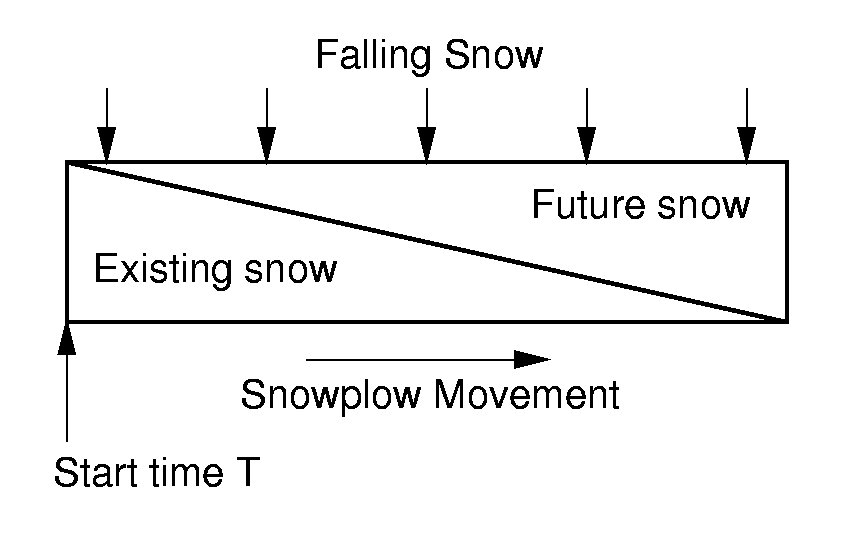 Falling Snow
Future snow
Existing snow
Snowplow Movement
Start time T